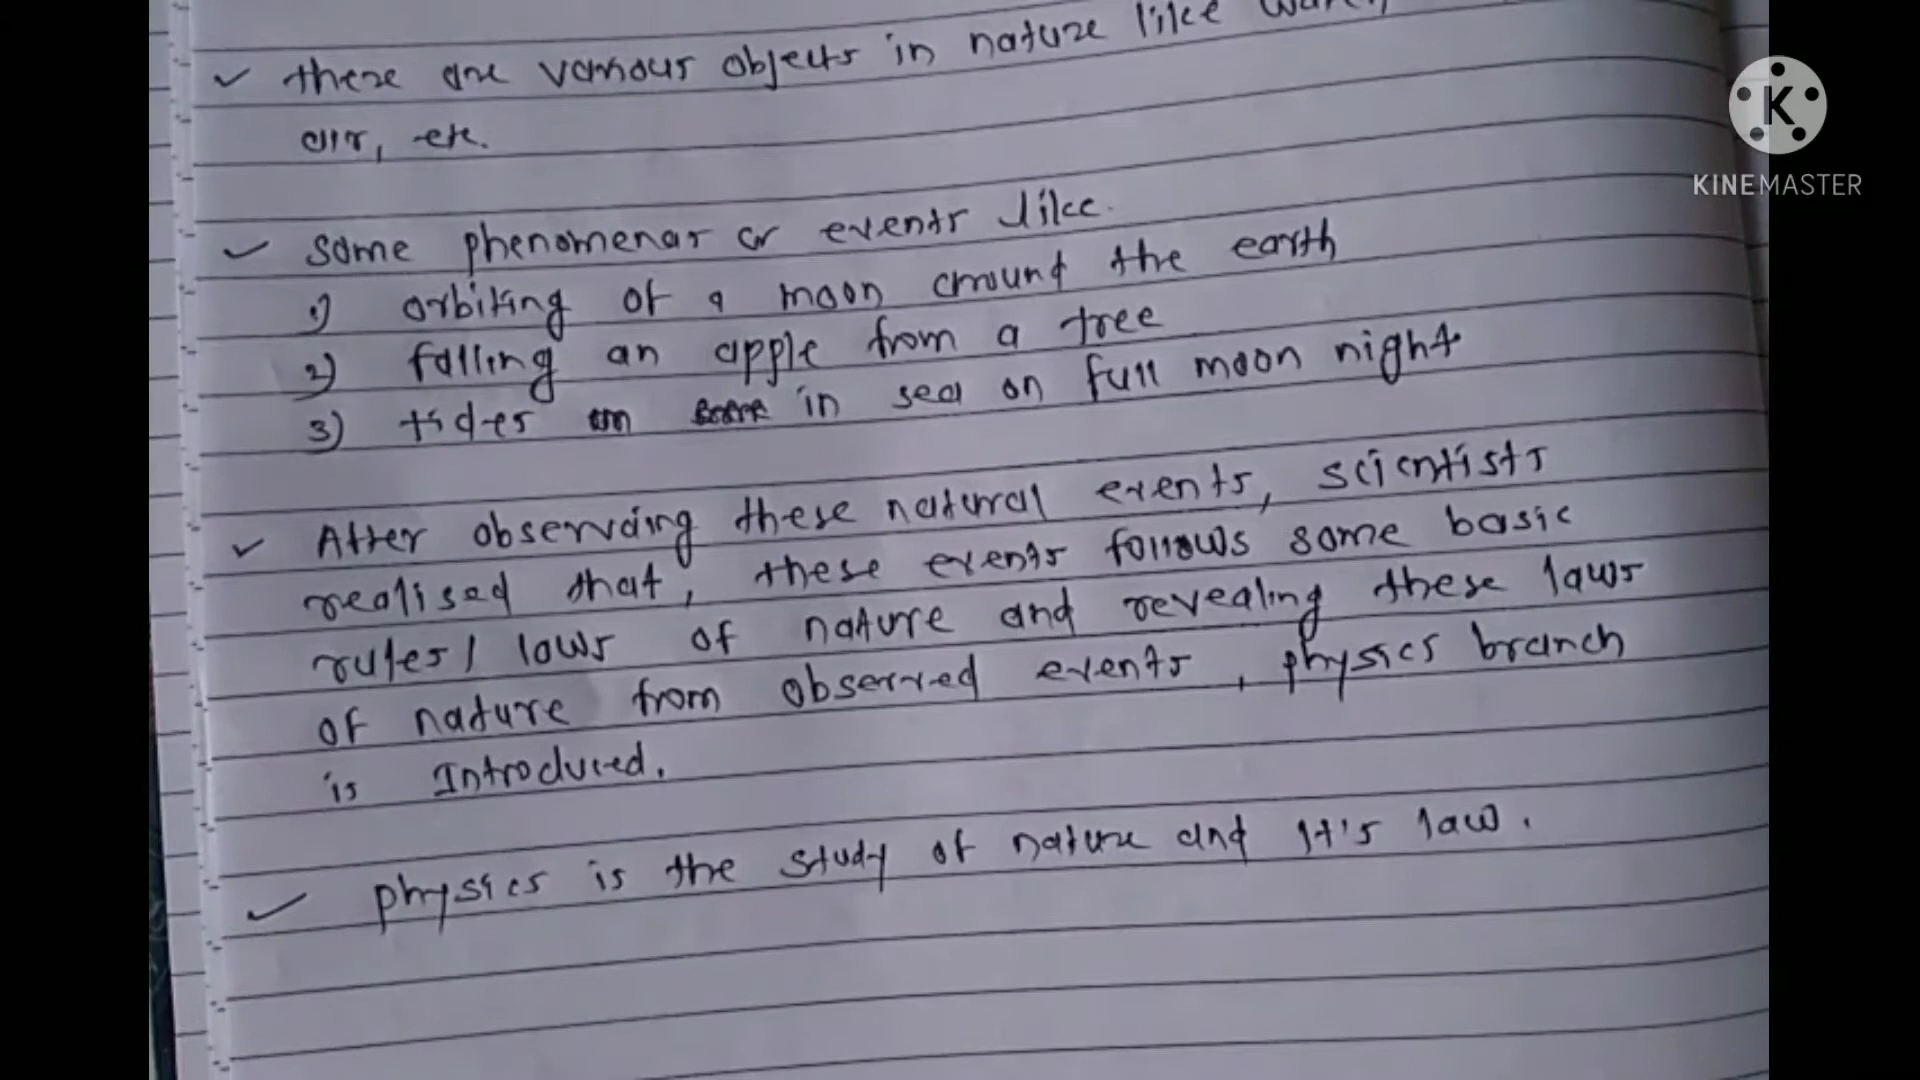 ✓ there are various objects in nature like water,
air, etc.
✓ some phenomenas or events like.
1) orbiting of a moon around the earth
2) falling an apple from a tree
3) tides in sea on full moon night
✓ After observing these natural events, scientists
realised that, these events follows some basic
rules / laws of nature and revealing these laws
of nature from observed events, physics branch
is Introduced.
✓ physics is the study of nature and It's law.
K
KINEMASTER